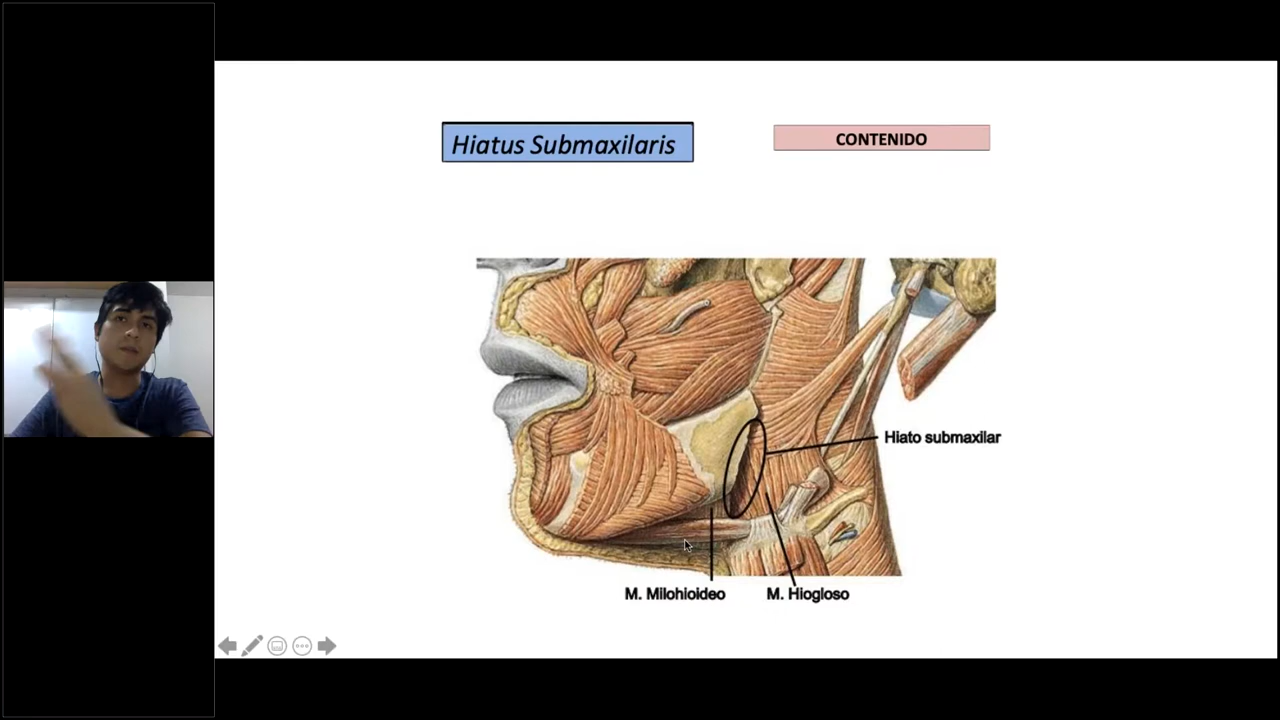 Hiatus Submaxilaris
CONTENIDO
Hiato submaxilar
M. Milohioideo
M. Hiogloso